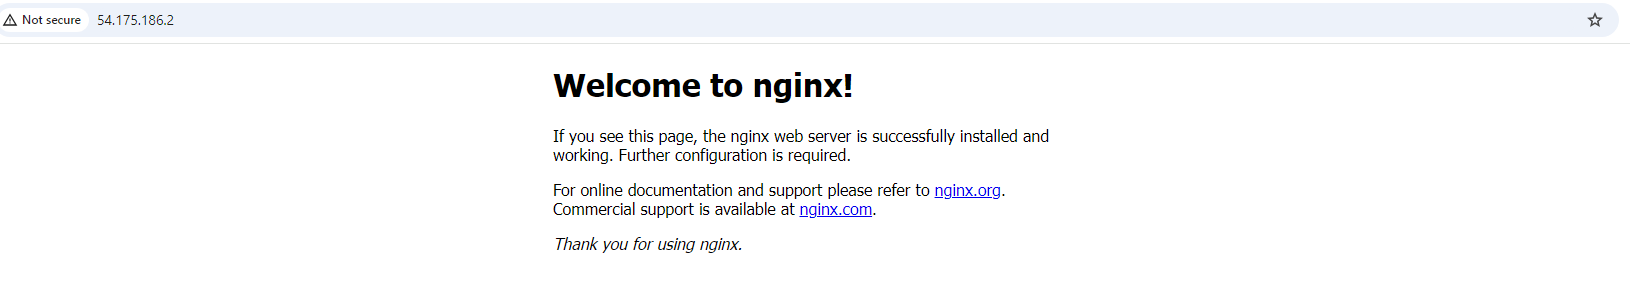 Not secure 54.175.186.2
Welcome to nginx!
If you see this page, the nginx web server is successfully installed and
working. Further configuration is required.
For online documentation and support please refer to nginx.org.
Commercial support is available at nginx.com.
Thank you for using nginx.